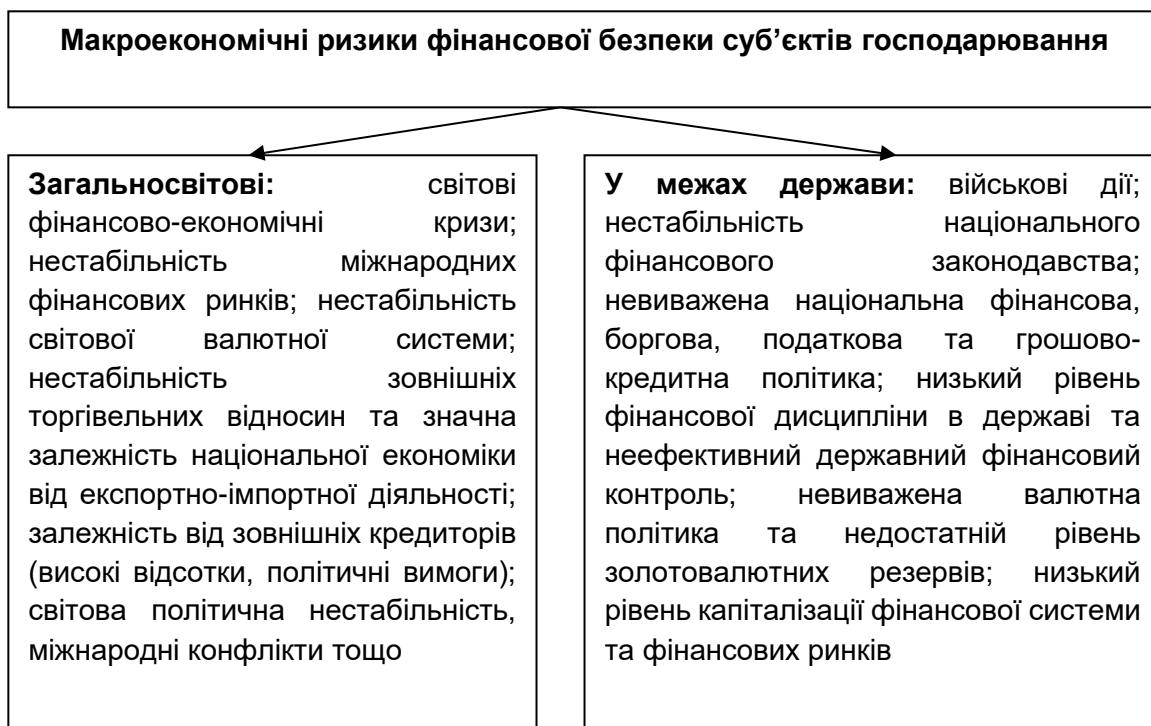 Макроекономічні ризики фінансової безпеки суб’єктів господарювання
Загальносвітові: світові
фінансово-економічні кризи;
нестабільність міжнародних
фінансових ринків; нестабільність
світової валютної системи;
нестабільність зовнішніх
торгівельних відносин та значна
залежність національної економіки
від експортно-імпортної діяльності;
залежність від зовнішніх кредиторів
(високі відсотки, політичні вимоги);
світова політична нестабільність,
міжнародні конфлікти тощо
У межах держави: військові дії;
нестабільність національного
фінансового законодавства;
невиважена національна фінансова,
боргова, податкова та грошово-
кредитна політика; низький рівень
фінансової дисципліни в державі та
неефективний державний фінансовий
контроль; невиважена валютна
політика та недостатній рівень
золотовалютних резервів; низький
рівень капіталізації фінансової системи
та фінансових ринків